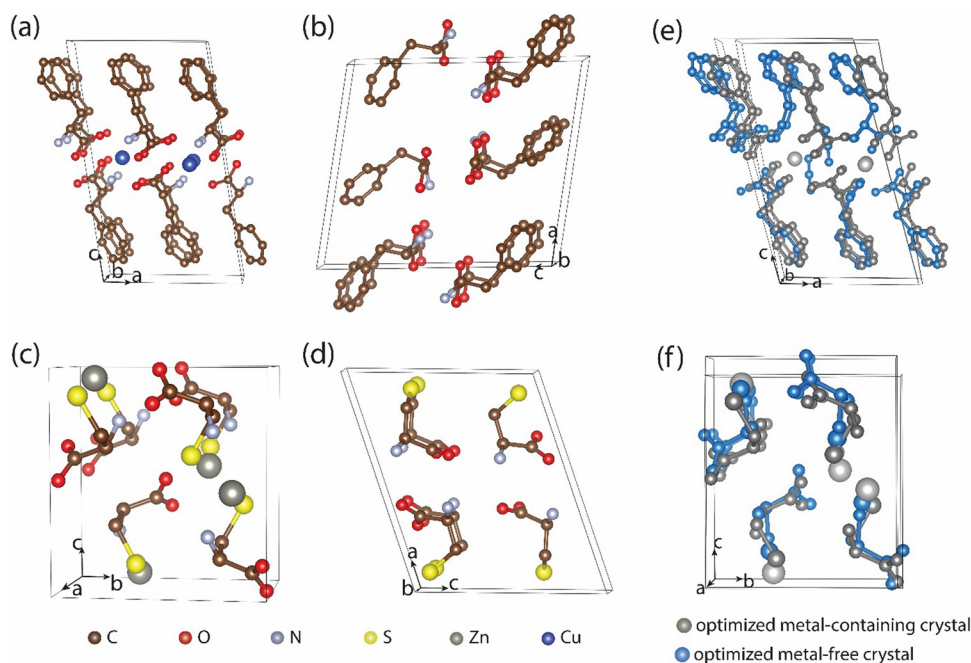 (a)
(b)
(e)
c
b
a
a
c
b
c
b
a
(c)
(d)
(f)
c
b
a
a
b
c
c
b
a
C
O
N
S
Zn
Cu
optimized metal-containing crystal
optimized metal-free crystal